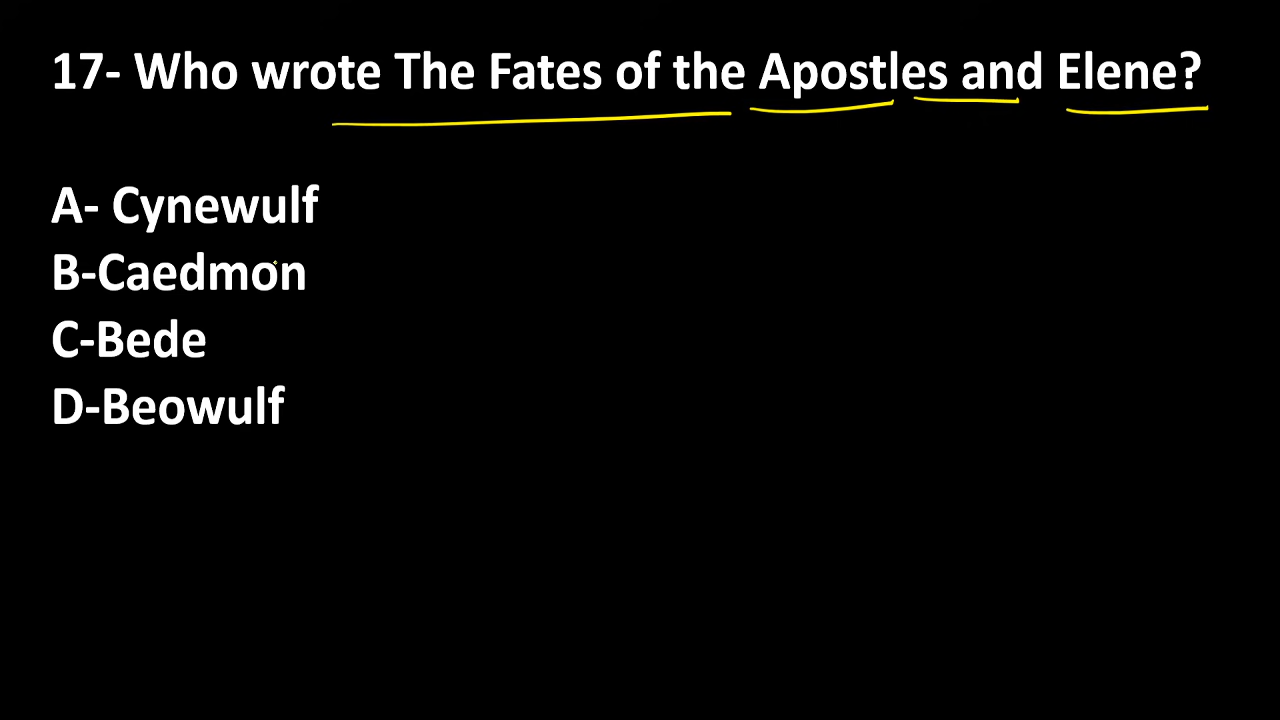 17- Who wrote The Fates of the Apostles and Elene?
A- Cynewulf
B-Caedmon
C-Bede
D-Beowulf